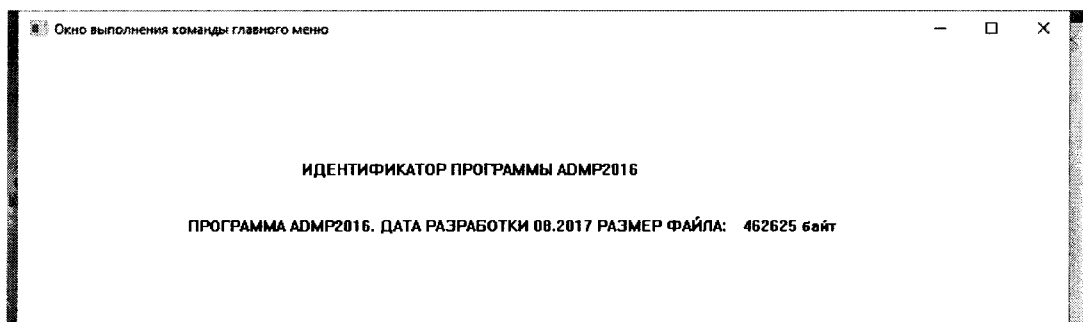 Окно выполнения команды главного меню
ИДЕНТИФИКАТОР ПРОГРАММЫ ADMP2016
ПРОГРАММА ADMP2016. ДАТА РАЗРАБОТКИ 08.2017 РАЗМЕР ФАЙЛА: 462625 байт